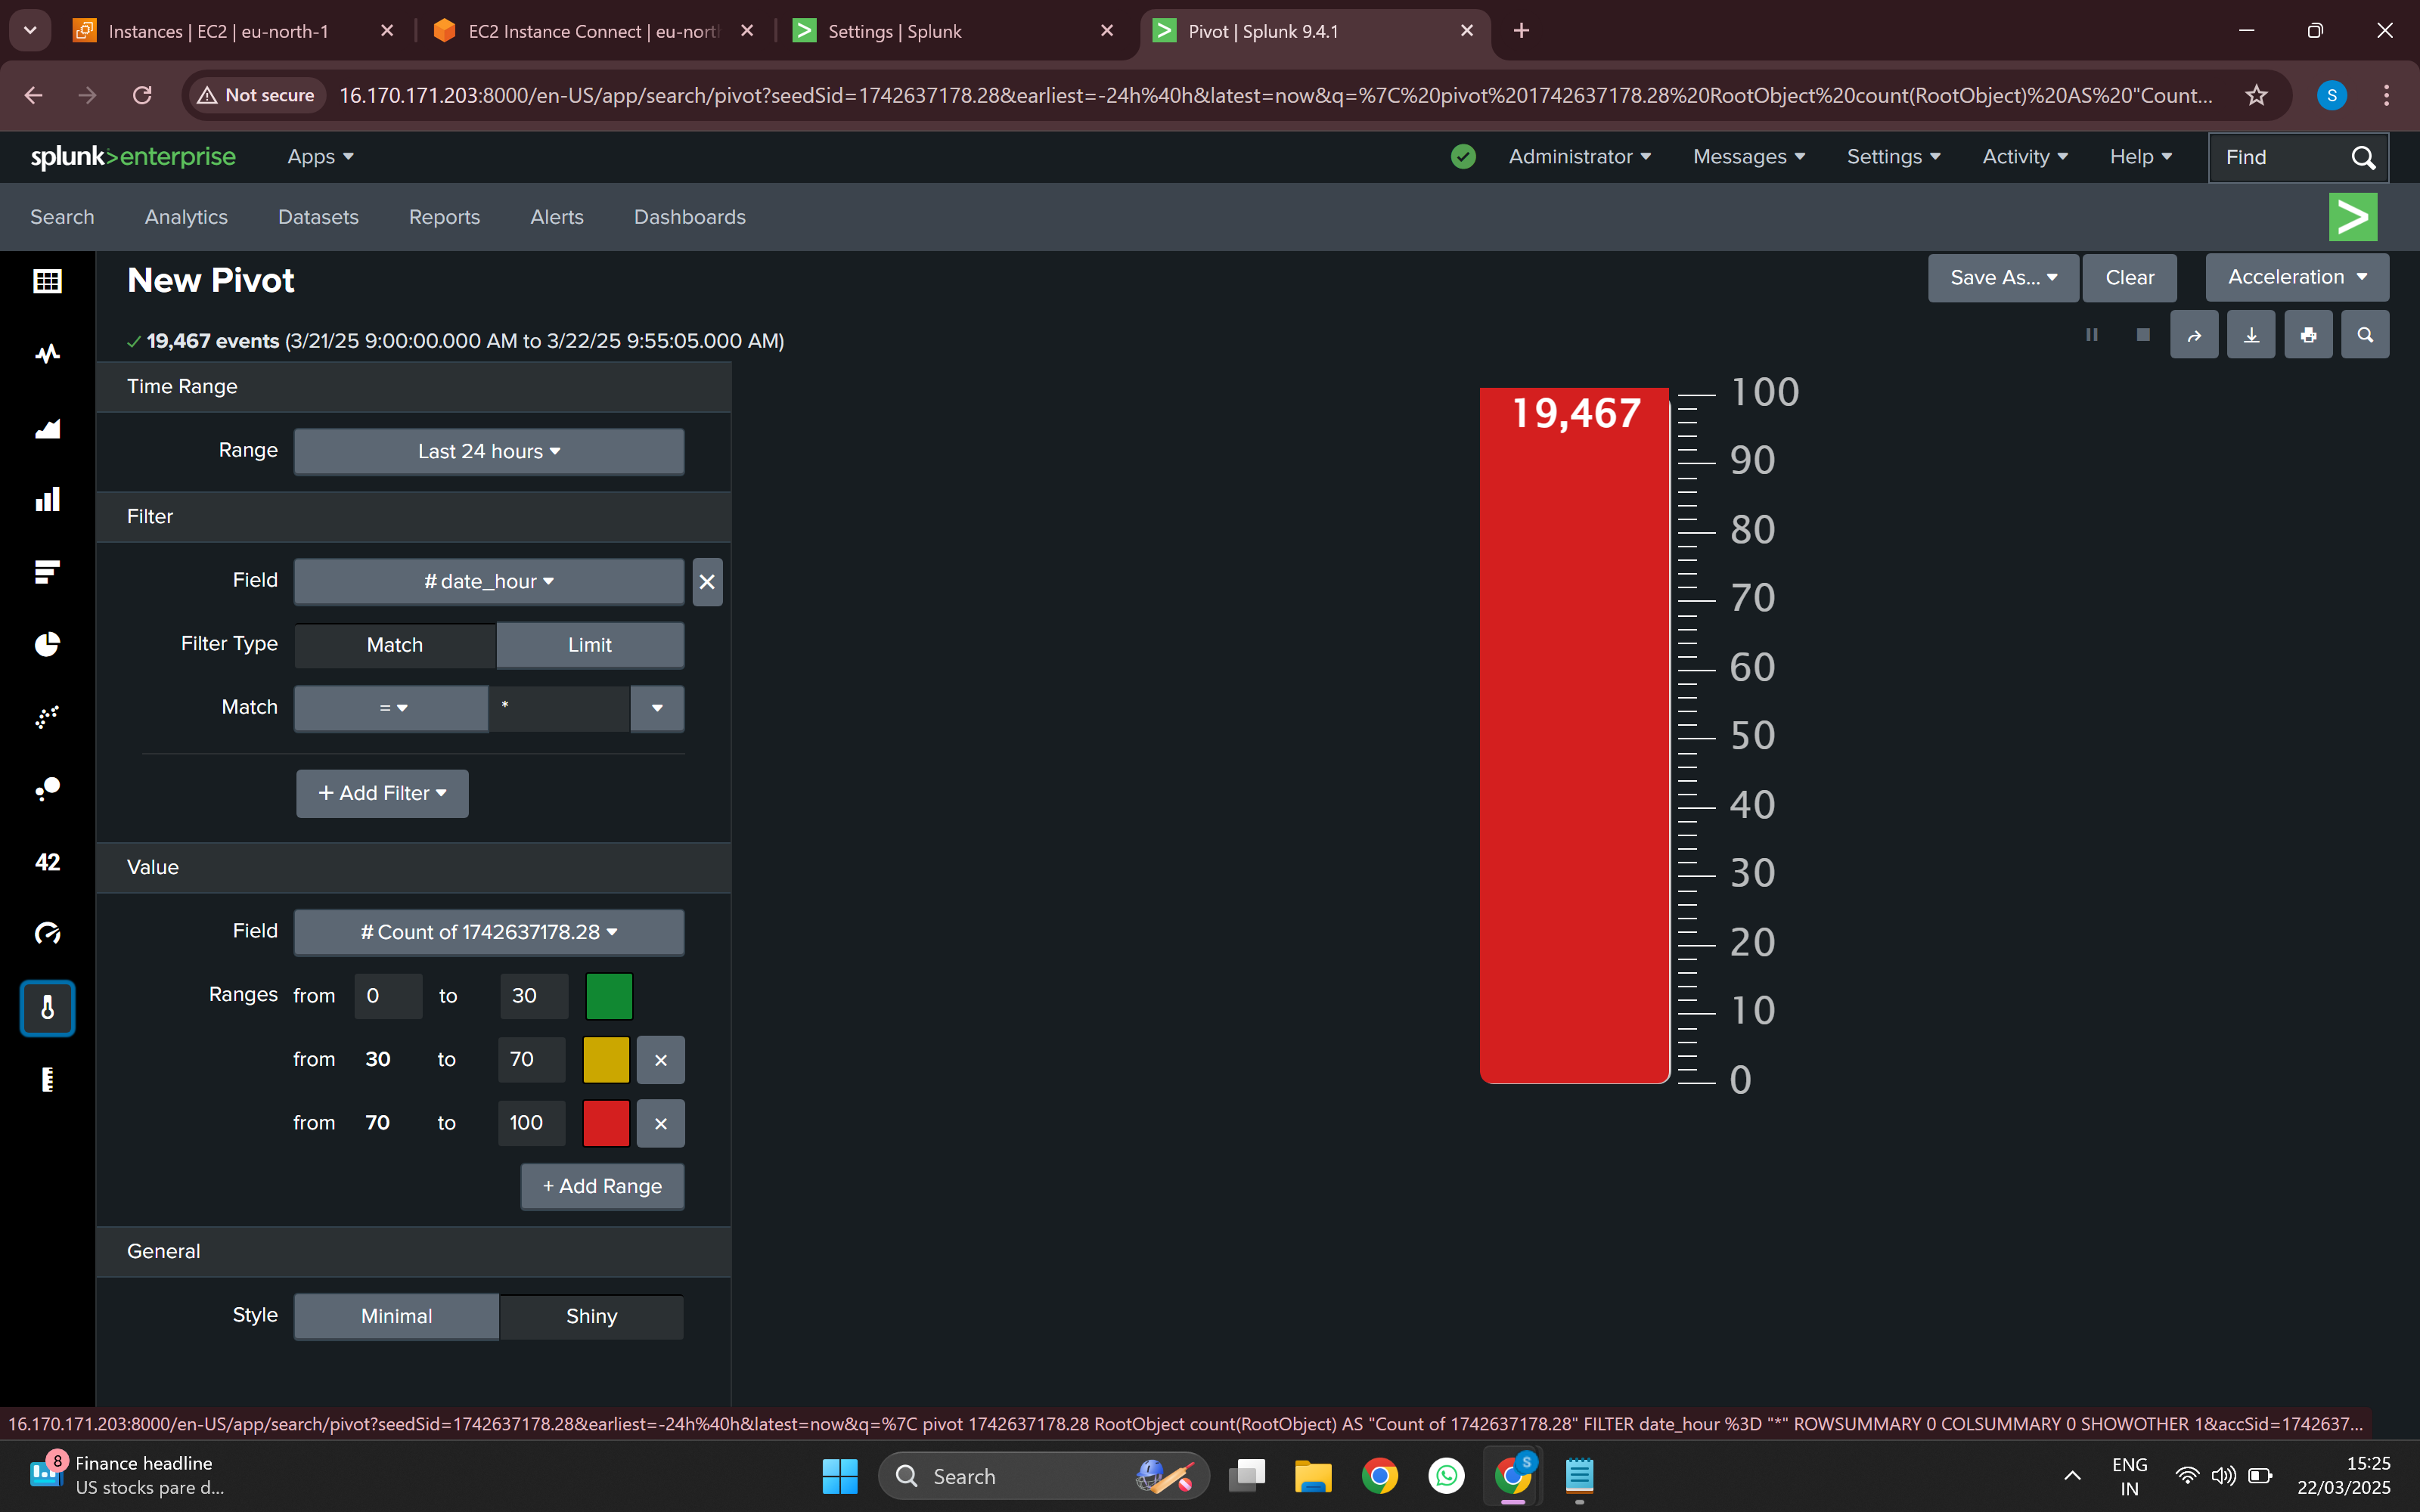 Instances | EC2 | eu-north-1
EC2 Instance Connect | eu-nort
Settings | Splunk
Pivot | Splunk 9.4.1
Not secure
16.170.171.203:8000/en-US/app/search/pivot?seedSid=1742637178.28&earliest=-24h%40h&latest=now&q=%7C%20pivot%201742637178.28%20RootObject%20count(RootObject)%20AS%20"Count...
S
splunk>enterprise
Apps
Administrator
Messages
Settings
Activity
Help
Find
Search
Analytics
Datasets
Reports
Alerts
Dashboards
New Pivot
Save As...
Clear
Acceleration
19,467 events (3/21/25 9:00:00.000 AM to 3/22/25 9:55:05.000 AM)
Time Range
Range
Last 24 hours
Filter
Field
# date_hour
Filter Type
Match
Limit
Match
=
*
+ Add Filter
Value
42
Field
# Count of 1742637178.28
Ranges from 0 to 30
from 30 to 70
from 70 to 100
+ Add Range
General
Style
Minimal
Shiny
19,467
100
90
80
70
60
50
40
30
20
10
0
16.170.171.203:8000/en-US/app/search/pivot?seedSid=1742637178.28&earliest=-24h%40h&latest=now&q=%7C pivot 1742637178.28 RootObject count(RootObject) AS "Count of 1742637178.28" FILTER date_hour %3D "*" ROWSUMMARY 0 COLSUMMARY 0 SHOWOTHER 1&accSid=1742637...
8
Finance headline
US stocks pare d...
Search
S
ENG
IN
15:25
22/03/2025